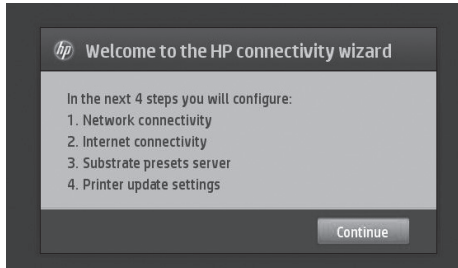 hp Welcome to the HP connectivity wizard
In the next 4 steps you will configure:
1. Network connectivity
2. Internet connectivity
3. Substrate presets server
4. Printer update settings
Continue